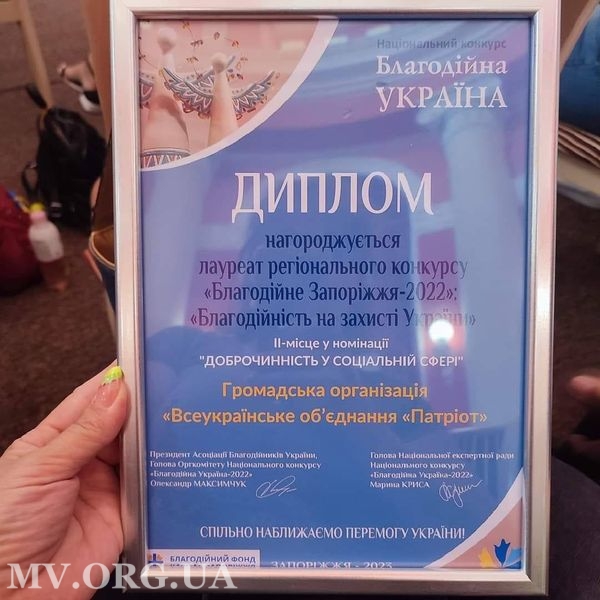 Національний конкурс
Благодійна
УКРАЇНА
ДИПЛОМ
нагороджується
лауреат регіонального конкурсу
«Благодійне Запоріжжя-2022»:
«Благодійність на захисті України»
ІІ-місце у номінації
"ДОБРОЧИННІСТЬ У СОЦІАЛЬНІЙ СФЕРІ"
Громадська організація
«Всеукраїнське об'єднання «Патріот»
Президент Асоціації Благодійників України,
Голова Оргкомітету Національного конкурсу
«Благодійна Україна-2022»
Олександр МАКСИМЧУК
Голова Національної експертної ради
Національного конкурсу
«Благодійна Україна-2022»
Марина КРИСА
СПІЛЬНО НАБЛИЖАЄМО ПЕРЕМОГУ УКРАЇНИ!
БЛАГОДІЙНИЙ ФОНД
ЗАПОРІЖЖЯ - 2023
MV.ORG.UA